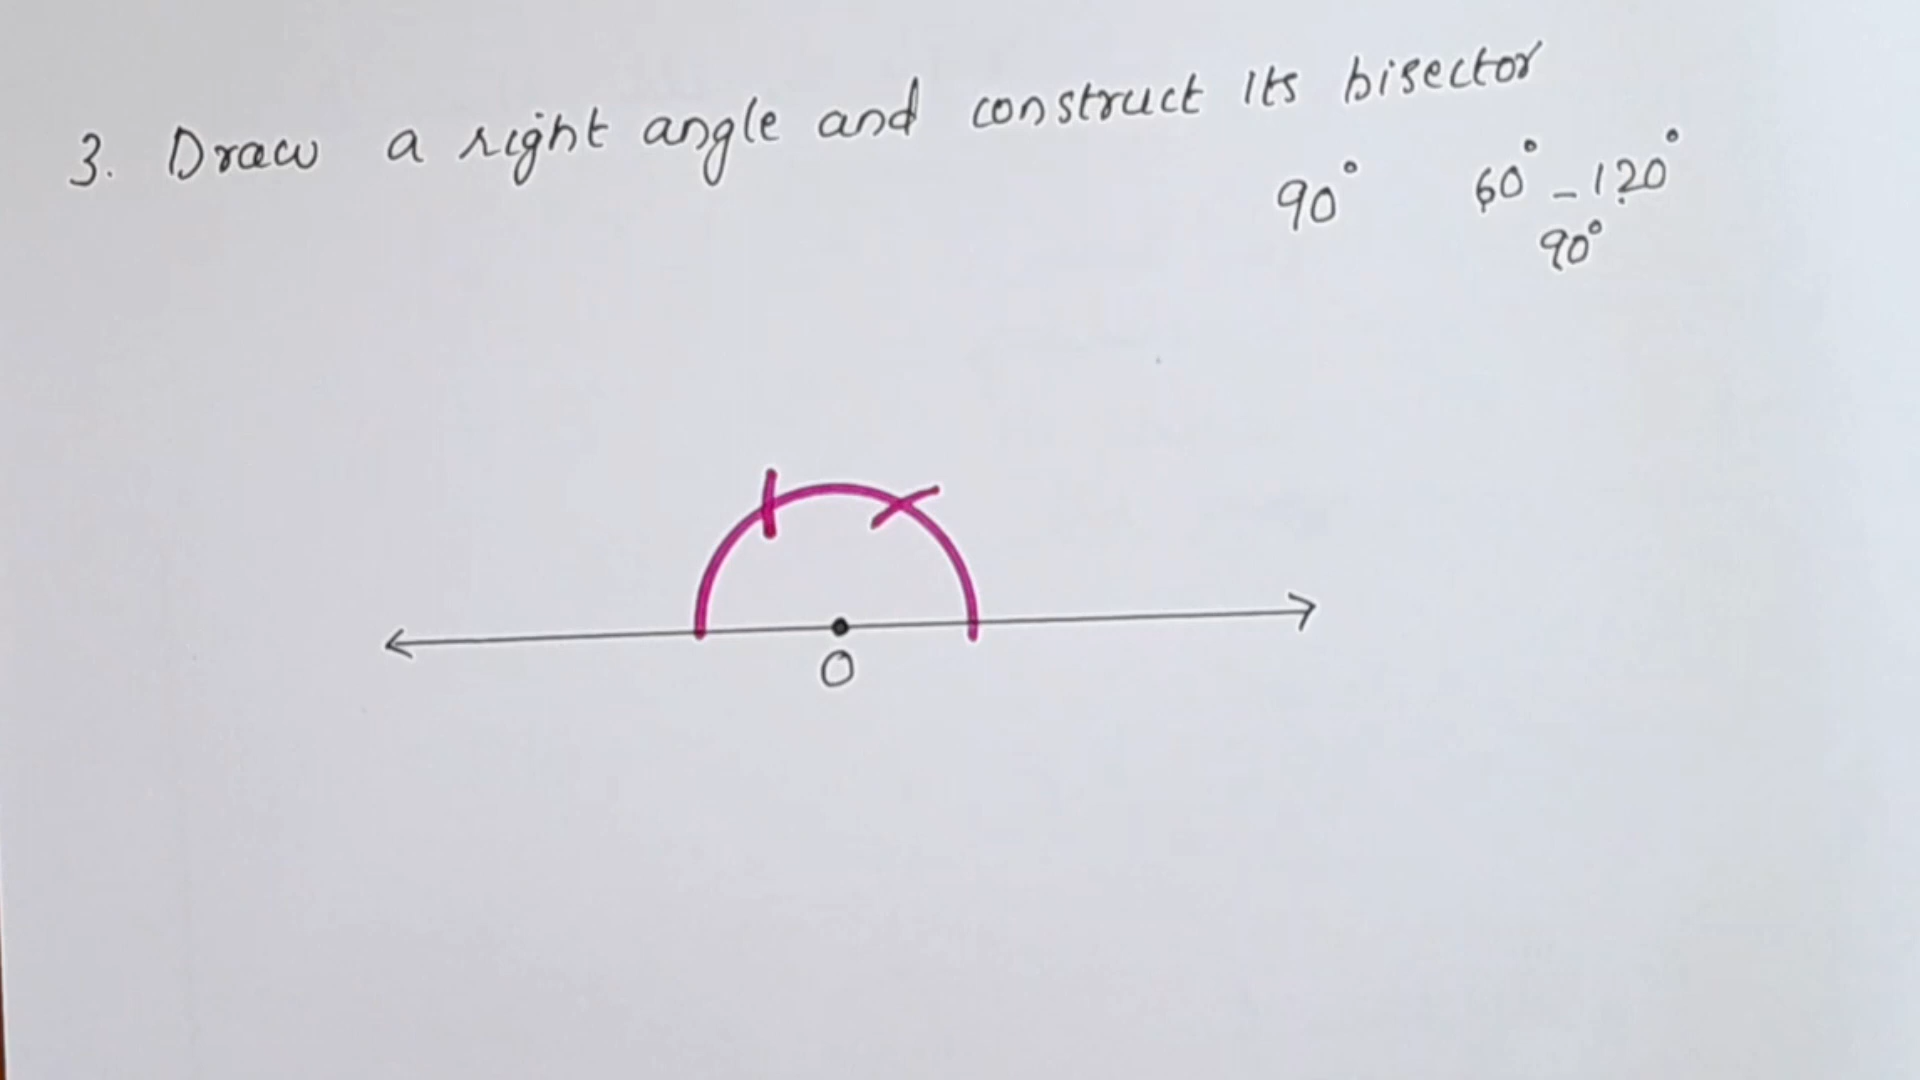 3. Draw a right angle and construct its bisector
90° 60° - 120°
90°
O